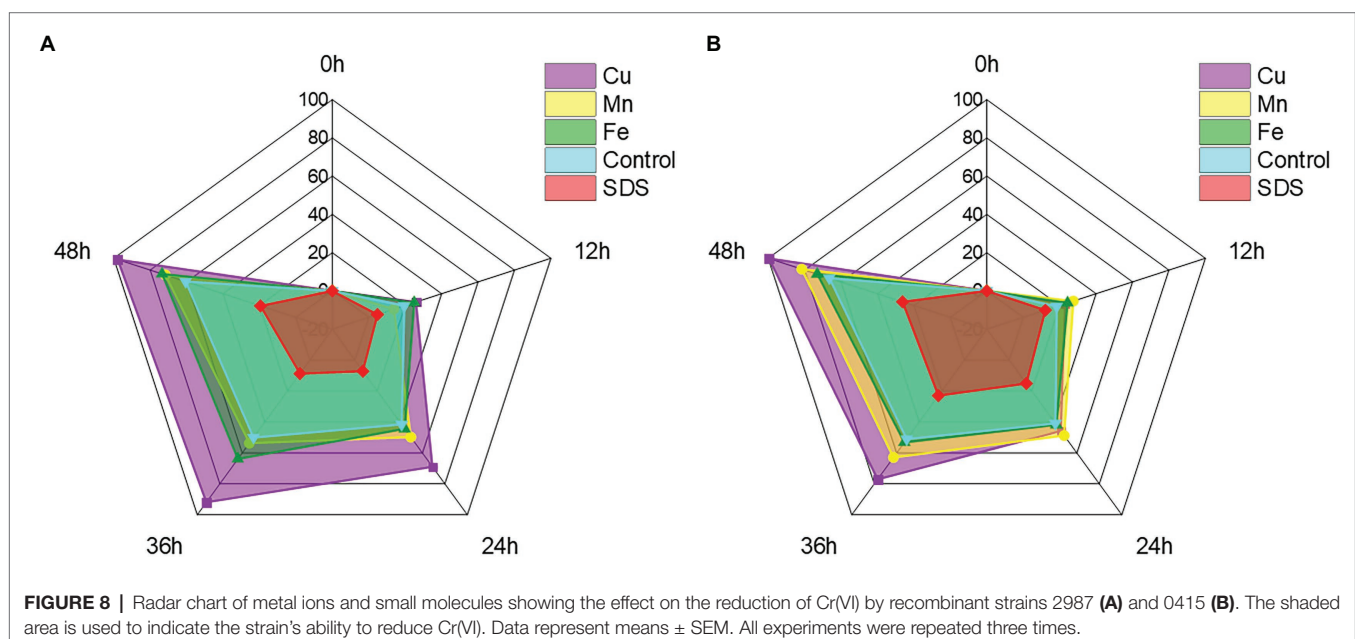 A
0h
100
80
60
40
20
0
-20
12h
24h
36h
48h
Cu
Mn
Fe
Control
SDS
B
0h
100
80
60
40
20
0
-20
12h
24h
36h
48h
Cu
Mn
Fe
Control
SDS
FIGURE 8 | Radar chart of metal ions and small molecules showing the effect on the reduction of Cr(VI) by recombinant strains 2987 (A) and 0415 (B). The shaded
area is used to indicate the strain's ability to reduce Cr(VI). Data represent means ± SEM. All experiments were repeated three times.